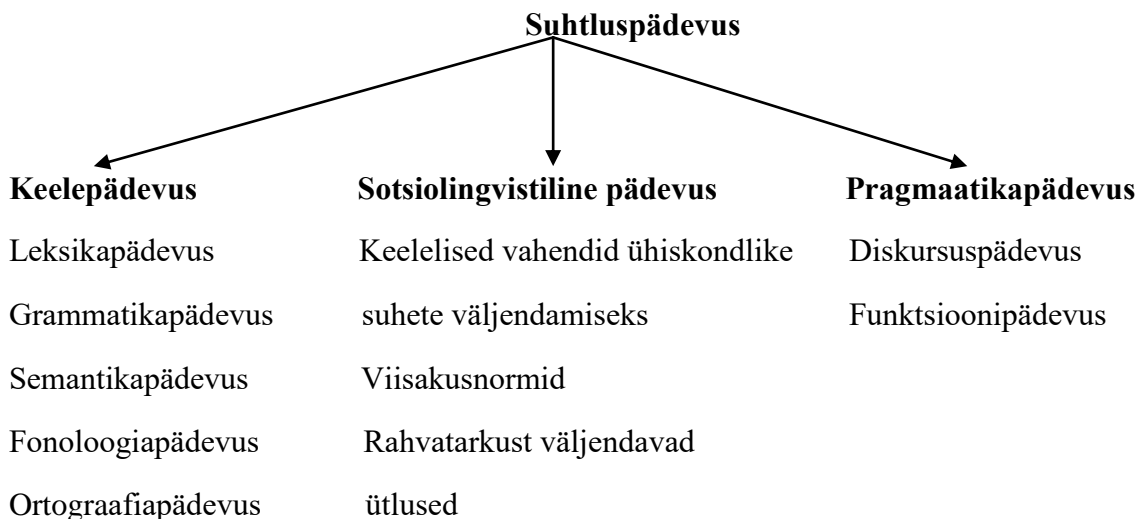 Suhtluspädevus
Keelepädevus
Leksikapädevus
Grammatikapädevus
Semantikapädevus
Fonoloogiapädevus
Ortograafiapädevus
Sotsiolingvistiline pädevus
Keelelised vahendid ühiskondlike
suhete väljendamiseks
Viisakusnormid
Rahvatarkust väljendavad
ütlused
Pragmaatikapädevus
Diskursuspädevus
Funktsioonipädevus